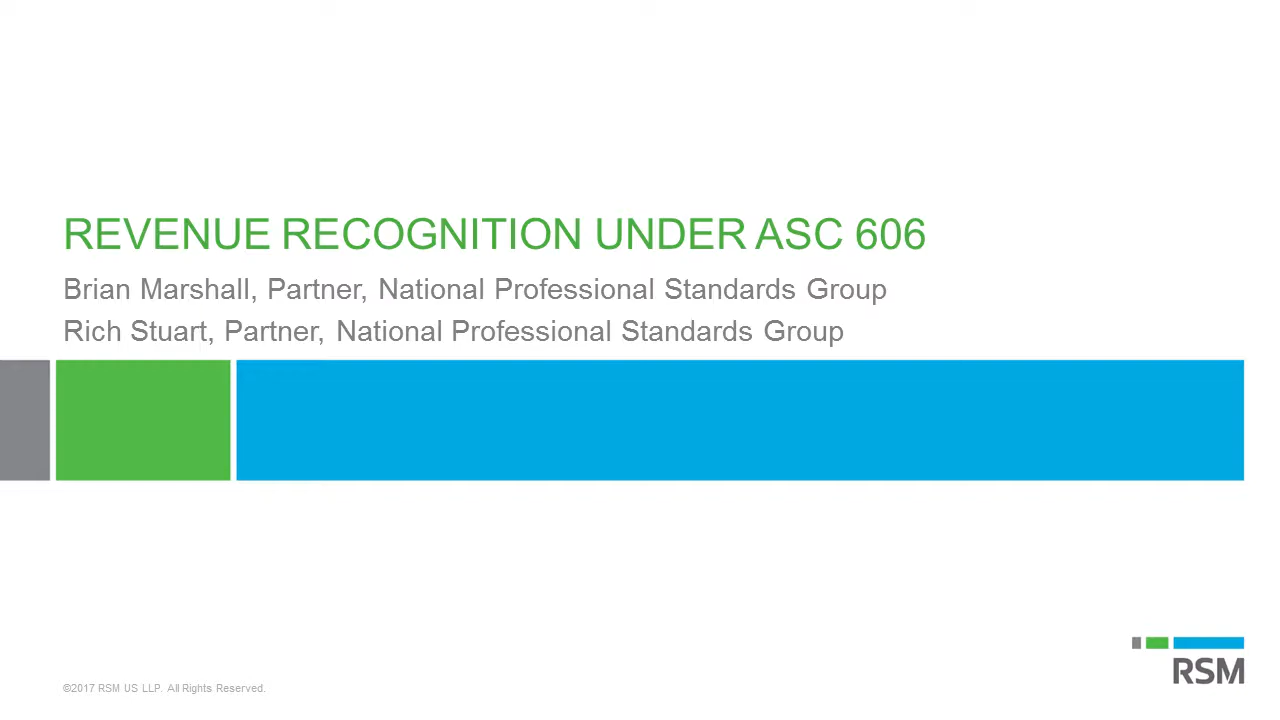 REVENUE RECOGNITION UNDER ASC 606
Brian Marshall, Partner, National Professional Standards Group
Rich Stuart, Partner, National Professional Standards Group
RSM
©2017 RSM US LLP. All Rights Reserved.